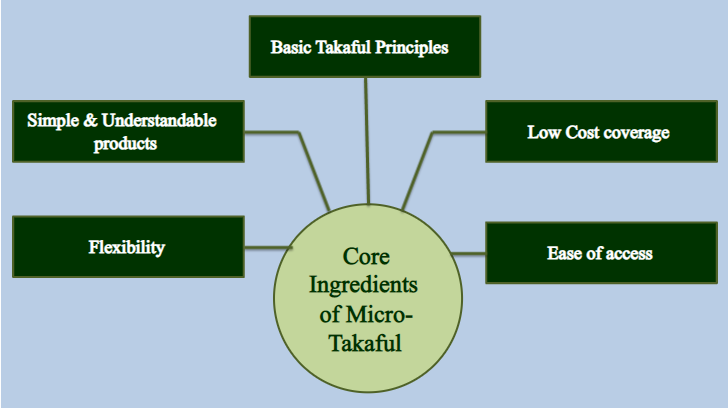 Basic Takaful Principles
Simple & Understandable
products
Low Cost coverage
Flexibility
Ease of access
Core
Ingredients
of Micro-
Takaful